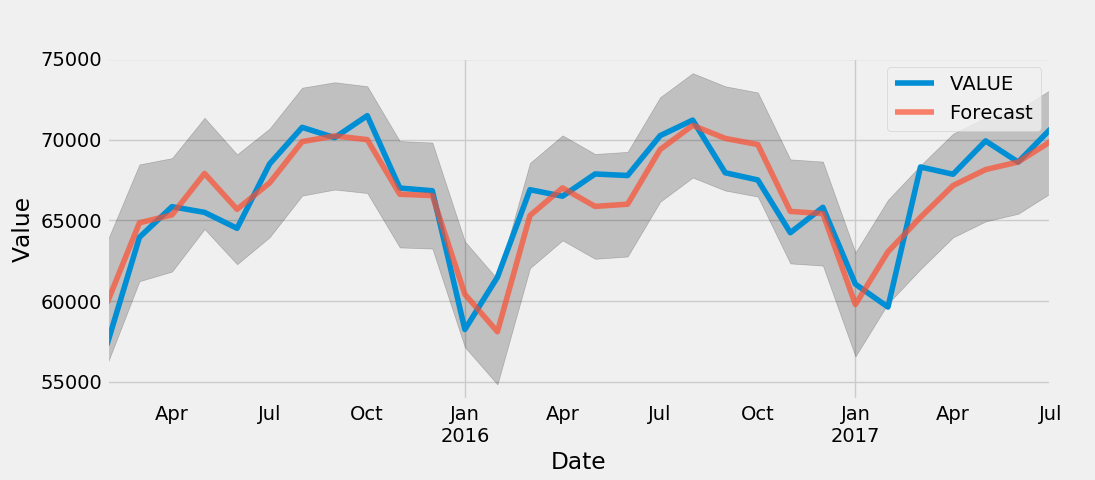 75000
70000
65000
60000
55000
Value
VALUE
Forecast
Apr Jul Oct Jan Apr Jul Oct Jan Apr Jul
2016 2017
Date